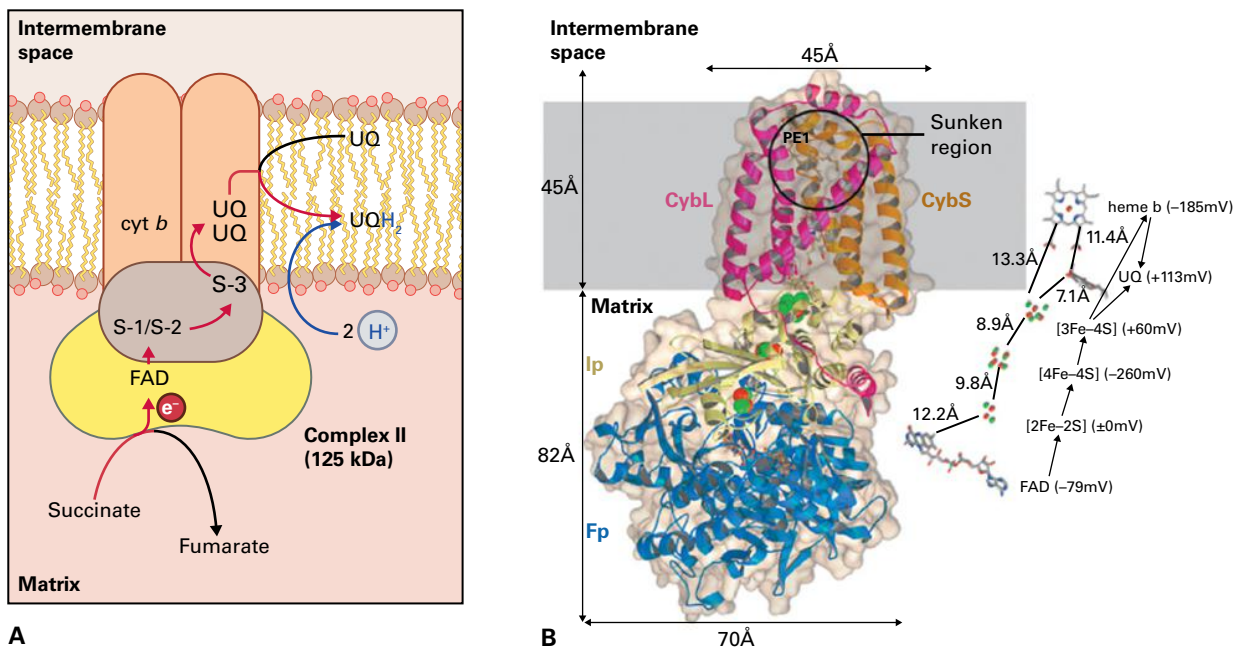 Intermembrane
space
UQ
cyt b
UQ
UQ
UQH₂
S-3
S-1/S-2
2 H⁺
FAD
e⁻
Complex II
(125 kDa)
Succinate
Fumarate
Matrix
A
Intermembrane
space
45Å
PE1
Sunken
region
45Å
CybL
CybS
heme b (–185mV)
11.4Å
13.3Å
UQ (+113mV)
7.1Å
Matrix
8.9Å
[3Fe–4S] (+60mV)
Ip
[4Fe–4S] (–260mV)
9.8Å
12.2Å
[2Fe–2S] (±0mV)
82Å
FAD (–79mV)
Fp
70Å
B